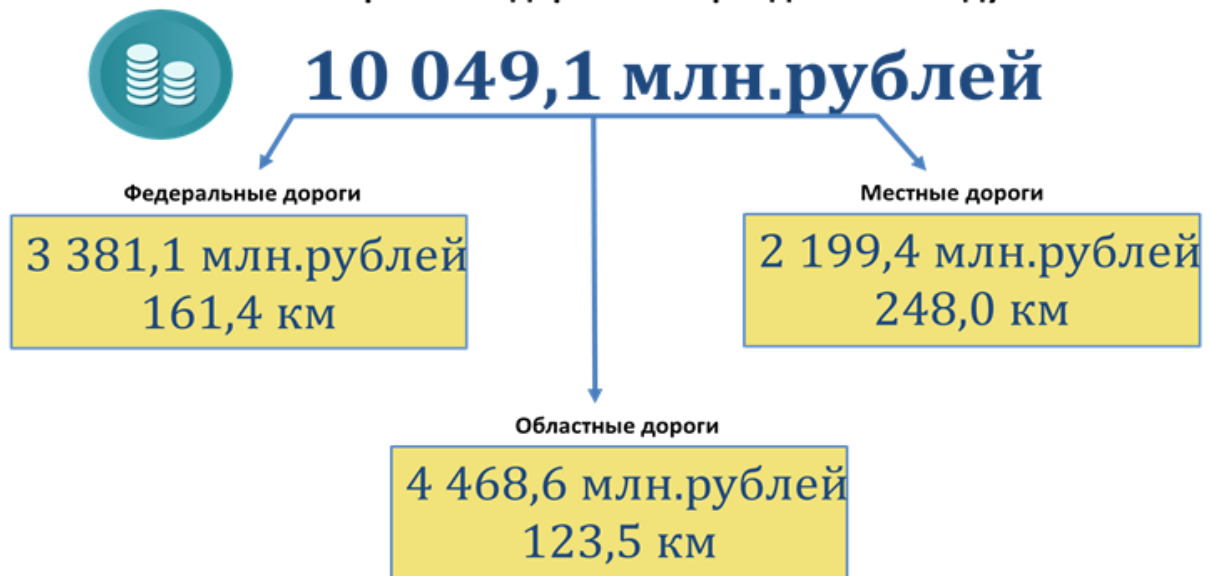 10 049,1 млн.рублей
Федеральные дороги
3 381,1 млн.рублей
161,4 км
Местные дороги
2 199,4 млн.рублей
248,0 км
Областные дороги
4 468,6 млн.рублей
123,5 км